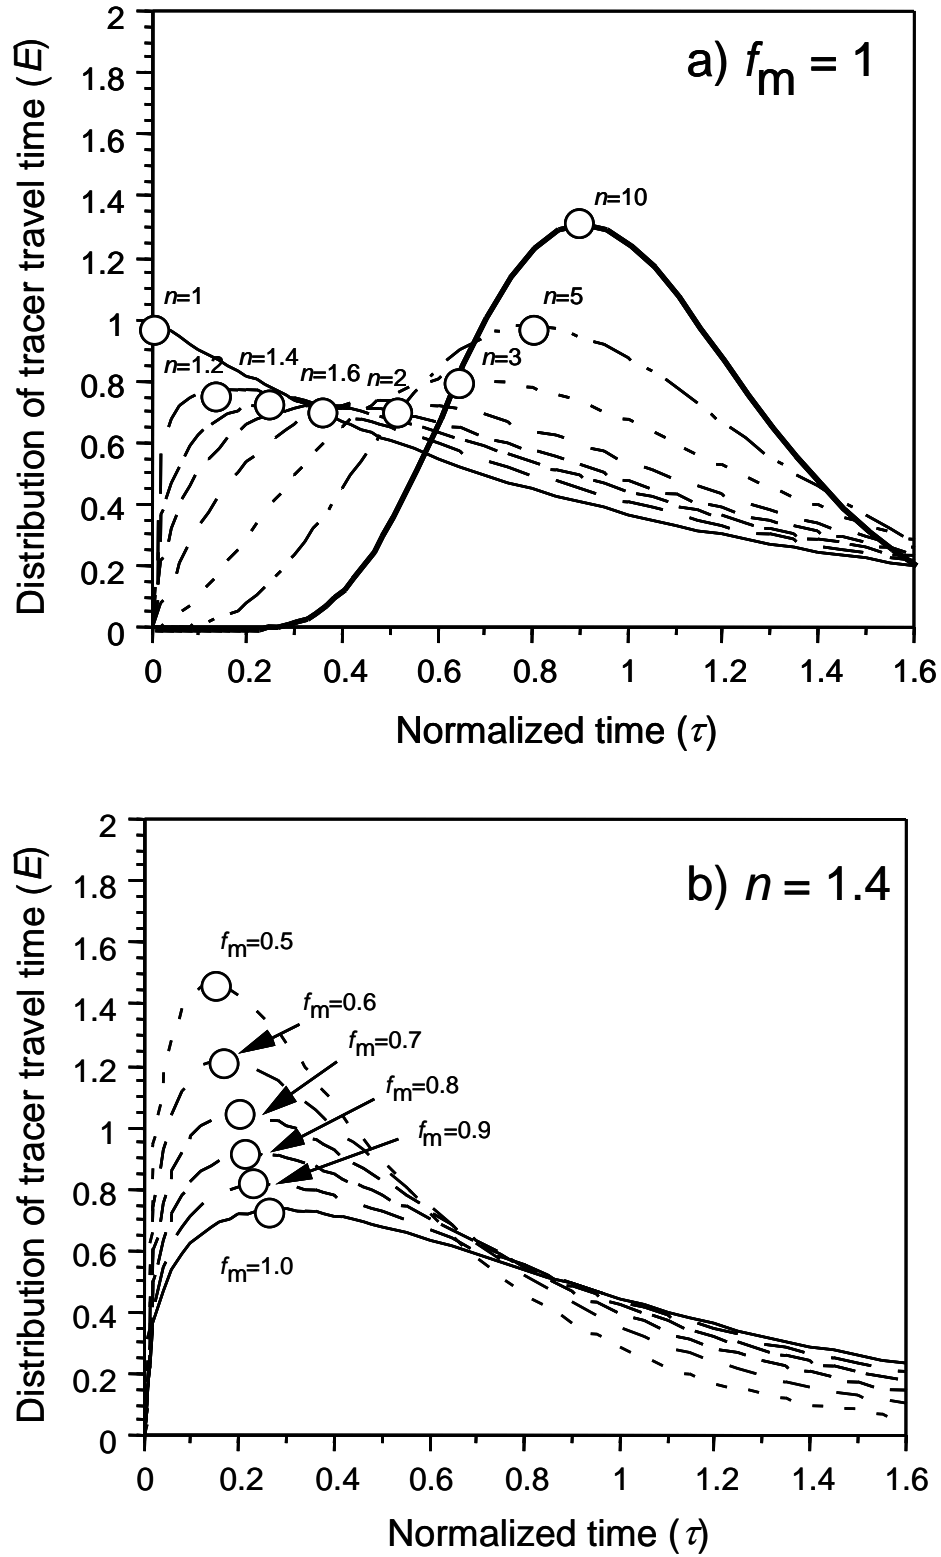 a) fm = 1
Distribution of tracer travel time (E)
2
1.8
1.6
1.4
1.2
1
0.8
0.6
0.4
0.2
0
n=10
n=1
n=5
n=1.2
n=1.4
n=1.6
n=2
n=3
0 0.2 0.4 0.6 0.8 1 1.2 1.4 1.6
Normalized time (τ)
b) n = 1.4
Distribution of tracer travel time (E)
2
1.8
1.6
1.4
1.2
1
0.8
0.6
0.4
0.2
0
fm=0.5
fm=0.6
fm=0.7
fm=0.8
fm=0.9
fm=1.0
0 0.2 0.4 0.6 0.8 1 1.2 1.4 1.6
Normalized time (τ)